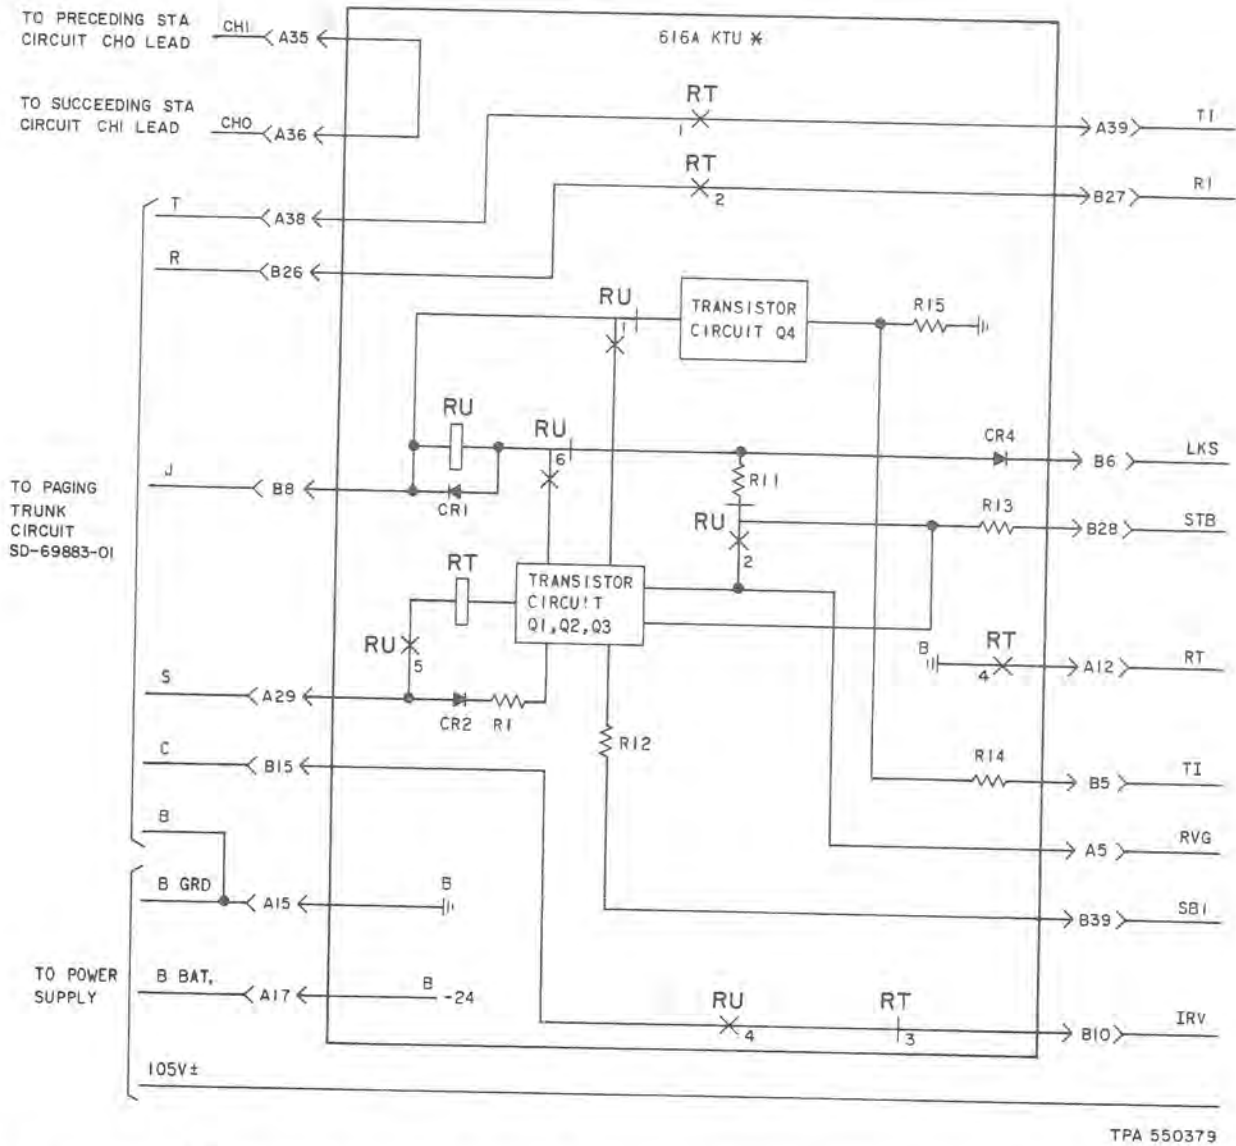 TO PRECEDING STA
CIRCUIT CHO LEAD
CHI
A35
616A KTU *
TO SUCCEEDING STA
CIRCUIT CHI LEAD
CHO
A36
RT
1
A39
T1
RT
2
B27
R1
T
A38
R
B26
RU
1
TRANSISTOR
CIRCUIT Q4
R15
RU
RU
6
CR4
B6
LKS
J
B8
CR1
R11
R13
B28
STB
TO PAGING
TRUNK
CIRCUIT
SD-69883-01
RU
2
RT
TRANSISTOR
CIRCUIT
Q1,Q2,Q3
RU
5
B
RT
4
A12
RT
S
A29
CR2
R1
R12
C
B15
R14
B5
TI
B
A5
RVG
B GRD
A15
B
B39
SB1
TO POWER
SUPPLY
B BAT.
A17
B
-24
RU
4
RT
3
B10
IRV
105V±
TPA 550379